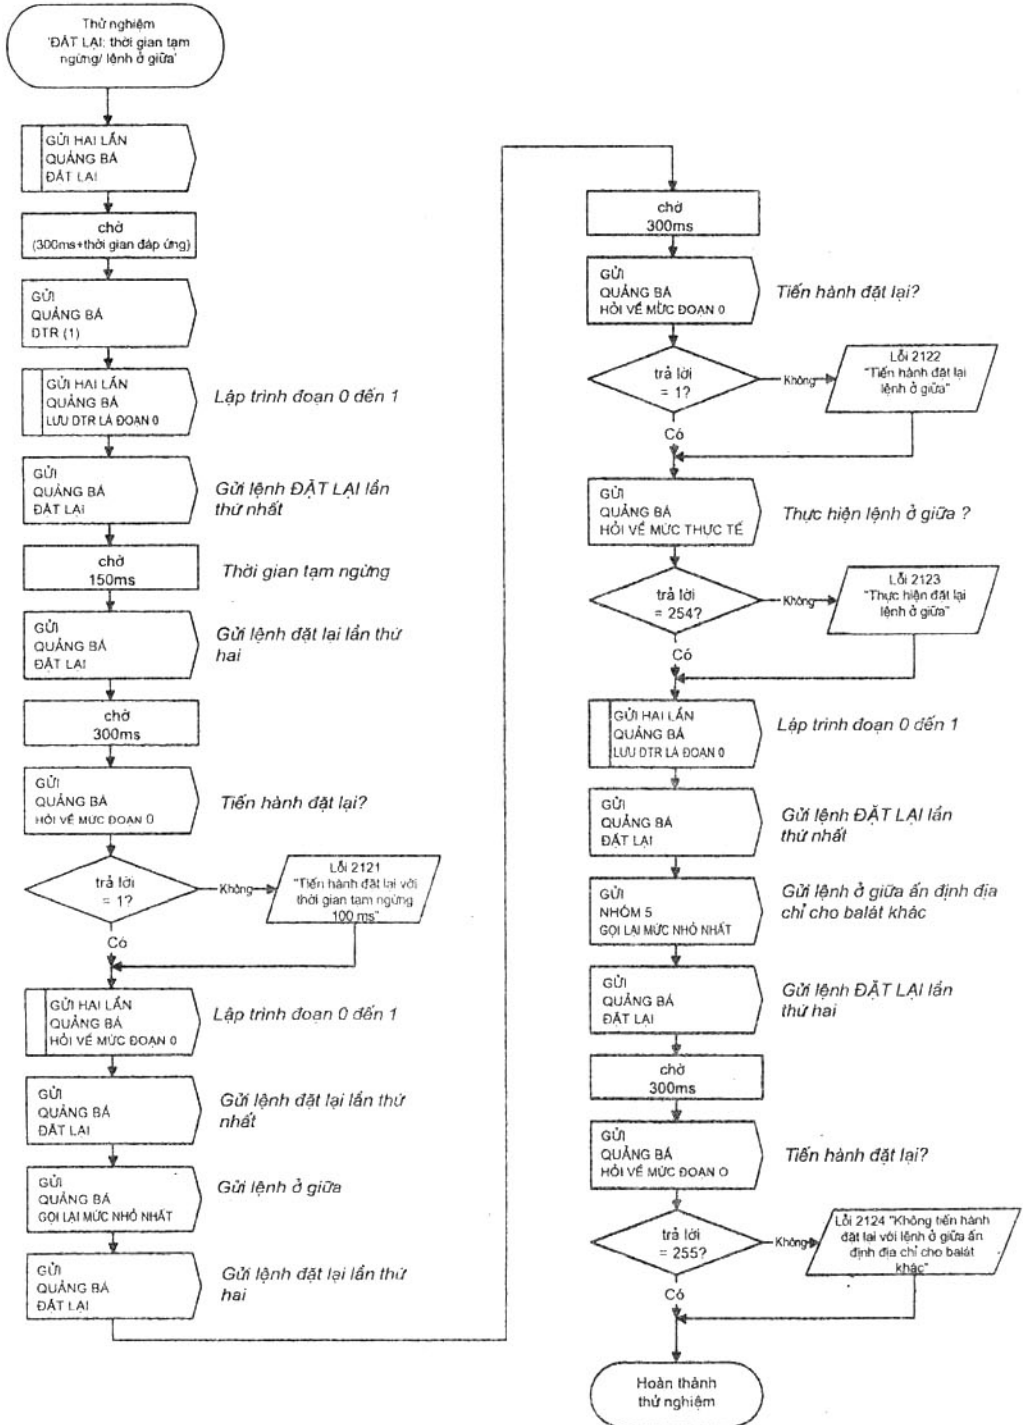 Thử nghiệm
'ĐẶT LẠI: thời gian tạm
ngừng/ lệnh ở giữa'
GỬI HAI LẦN
QUẢNG BÁ
ĐẶT LẠI
chờ
(300ms+thời gian đáp ứng)
GỬI
QUẢNG BÁ
DTR (1)
GỬI HAI LẦN
QUẢNG BÁ
LƯU DTR LÀ ĐOẠN 0
Lập trình đoạn 0 đến 1
GỬI
QUẢNG BÁ
ĐẶT LẠI
Gửi lệnh ĐẶT LẠI lần
thứ nhất
chờ
150ms
Thời gian tạm ngừng
GỬI
QUẢNG BÁ
ĐẶT LẠI
Gửi lệnh đặt lại lần thứ
hai
chờ
300ms
GỬI
QUẢNG BÁ
HỎI VỀ MỨC ĐOẠN 0
Tiến hành đặt lại?
trả lời
= 1?
Không
Lỗi 2121
"Tiến hành đặt lại với
thời gian tạm ngừng
100 ms"
Có
GỬI HAI LẦN
QUẢNG BÁ
HỎI VỀ MỨC ĐOẠN 0
Lập trình đoạn 0 đến 1
GỬI
QUẢNG BÁ
ĐẶT LẠI
Gửi lệnh đặt lại lần thứ
nhất
GỬI
QUẢNG BÁ
GỌI LẠI MỨC NHỎ NHẤT
Gửi lệnh ở giữa
GỬI
QUẢNG BÁ
ĐẶT LẠI
Gửi lệnh đặt lại lần thứ
hai
chờ
300ms
GỬI
QUẢNG BÁ
HỎI VỀ MỨC ĐOẠN 0
Tiến hành đặt lại?
trả lời
= 1?
Không
Lỗi 2122
"Tiến hành đặt lại
lệnh ở giữa"
Có
GỬI
QUẢNG BÁ
HỎI VỀ MỨC THỰC TẾ
Thực hiện lệnh ở giữa ?
trả lời
= 254?
Không
Lỗi 2123
"Thực hiện đặt lại
lệnh ở giữa"
Có
GỬI HAI LẦN
QUẢNG BÁ
LƯU DTR LÀ ĐOẠN 0
Lập trình đoạn 0 đến 1
GỬI
QUẢNG BÁ
ĐẶT LẠI
Gửi lệnh ĐẶT LẠI lần
thứ nhất
GỬI
NHÓM 5
GỌI LẠI MỨC NHỎ NHẤT
Gửi lệnh ở giữa ấn định địa
chỉ cho balát khác
GỬI
QUẢNG BÁ
ĐẶT LẠI
Gửi lệnh ĐẶT LẠI lần
thứ hai
chờ
300ms
GỬI
QUẢNG BÁ
HỎI VỀ MỨC ĐOẠN O
Tiến hành đặt lại?
trả lời
= 255?
Không
Lỗi 2124 "Không tiến hành
đặt lại với lệnh ở giữa ấn
định địa chỉ cho balát
khác"
Có
Hoàn thành
thử nghiệm